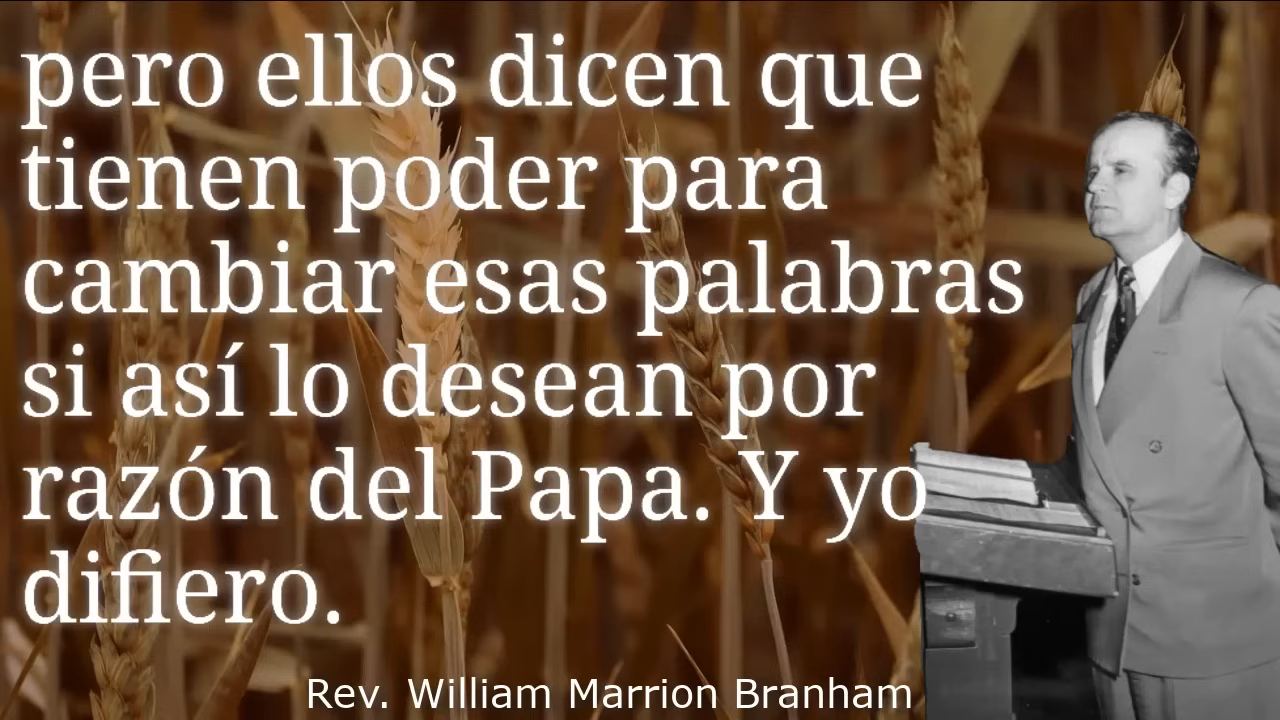 pero ellos dicen que
tienen poder para
cambiar esas palabras
si así lo desean por
razón del Papa. Y yo
difiero.
Rev. William Marrion Branham